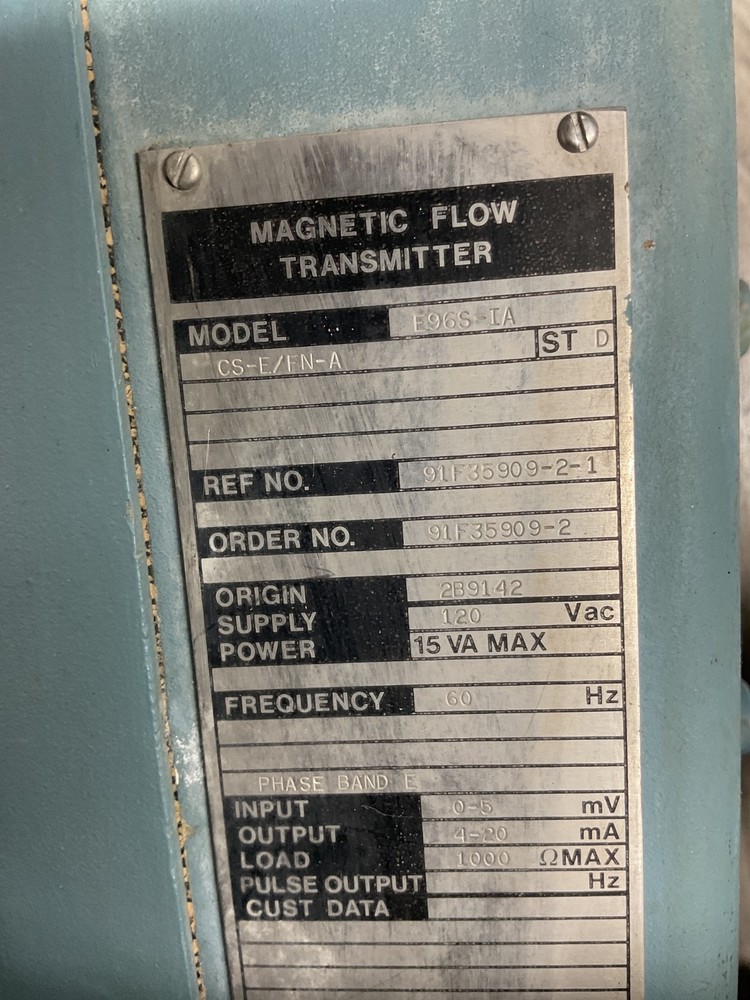 MAGNETIC FLOW
TRANSMITTER
MODEL E96S-IA
CS-E/FN-A ST D
REF NO. 91F35909-2-1
ORDER NO. 91F35909-2
ORIGIN 2B9142
SUPPLY 120 Vac
POWER 15 VA MAX
FREQUENCY 60 Hz
PHASE BAND E
INPUT 0-5 mV
OUTPUT 4-20 mA
LOAD 1000 ΩMAX
PULSE OUTPUT Hz
CUST DATA